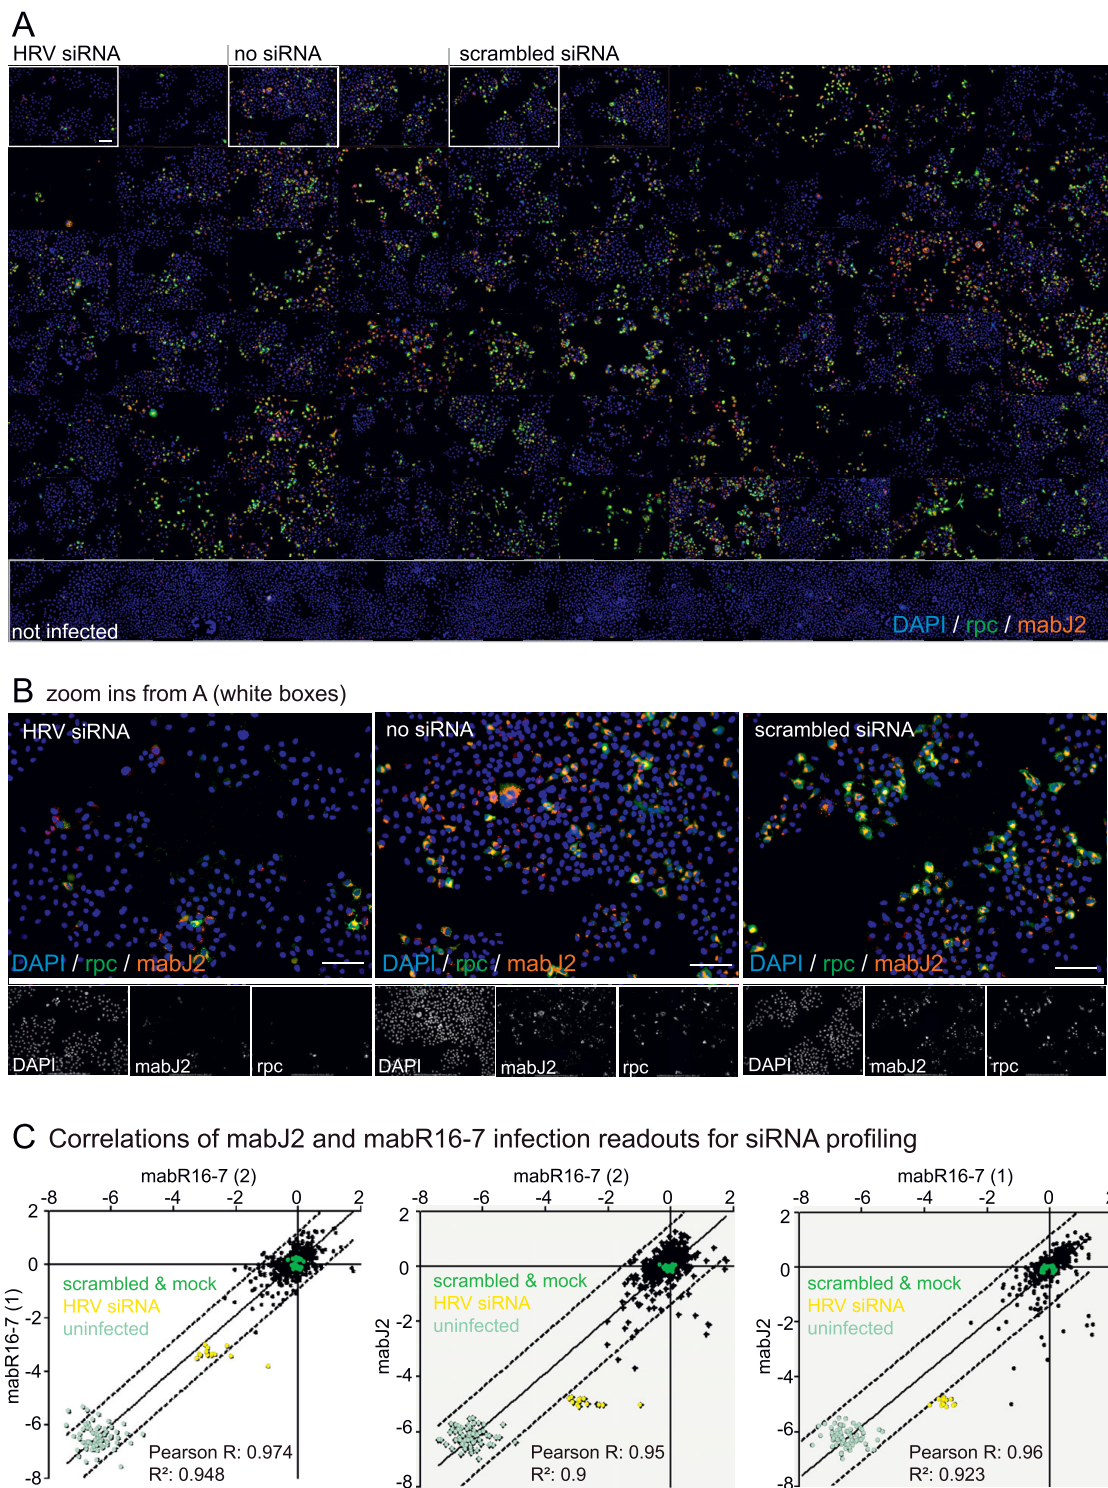 A
HRV siRNA
no siRNA
scrambled siRNA
not infected
DAPI / rpc / mabJ2
B zoom ins from A (white boxes)
HRV siRNA
no siRNA
scrambled siRNA
DAPI / rpc / mabJ2
DAPI / rpc / mabJ2
DAPI / rpc / mabJ2
DAPI
mabJ2
rpc
DAPI
mabJ2
rpc
DAPI
mabJ2
rpc
C Correlations of mabJ2 and mabR16-7 infection readouts for siRNA profiling
mabR16-7 (2)
-8 -6 -4 -2 0 2
2
0
-2
-4
-6
-8
mabR16-7 (1)
scrambled & mock
HRV siRNA
uninfected
Pearson R: 0.974
R²: 0.948
mabR16-7 (2)
-8 -6 -4 -2 0 2
2
0
-2
-4
-6
-8
mabJ2
scrambled & mock
HRV siRNA
uninfected
Pearson R: 0.95
R²: 0.9
mabR16-7 (1)
-8 -6 -4 -2 0 2
2
0
-2
-4
-6
-8
mabJ2
scrambled & mock
HRV siRNA
uninfected
Pearson R: 0.96
R²: 0.923